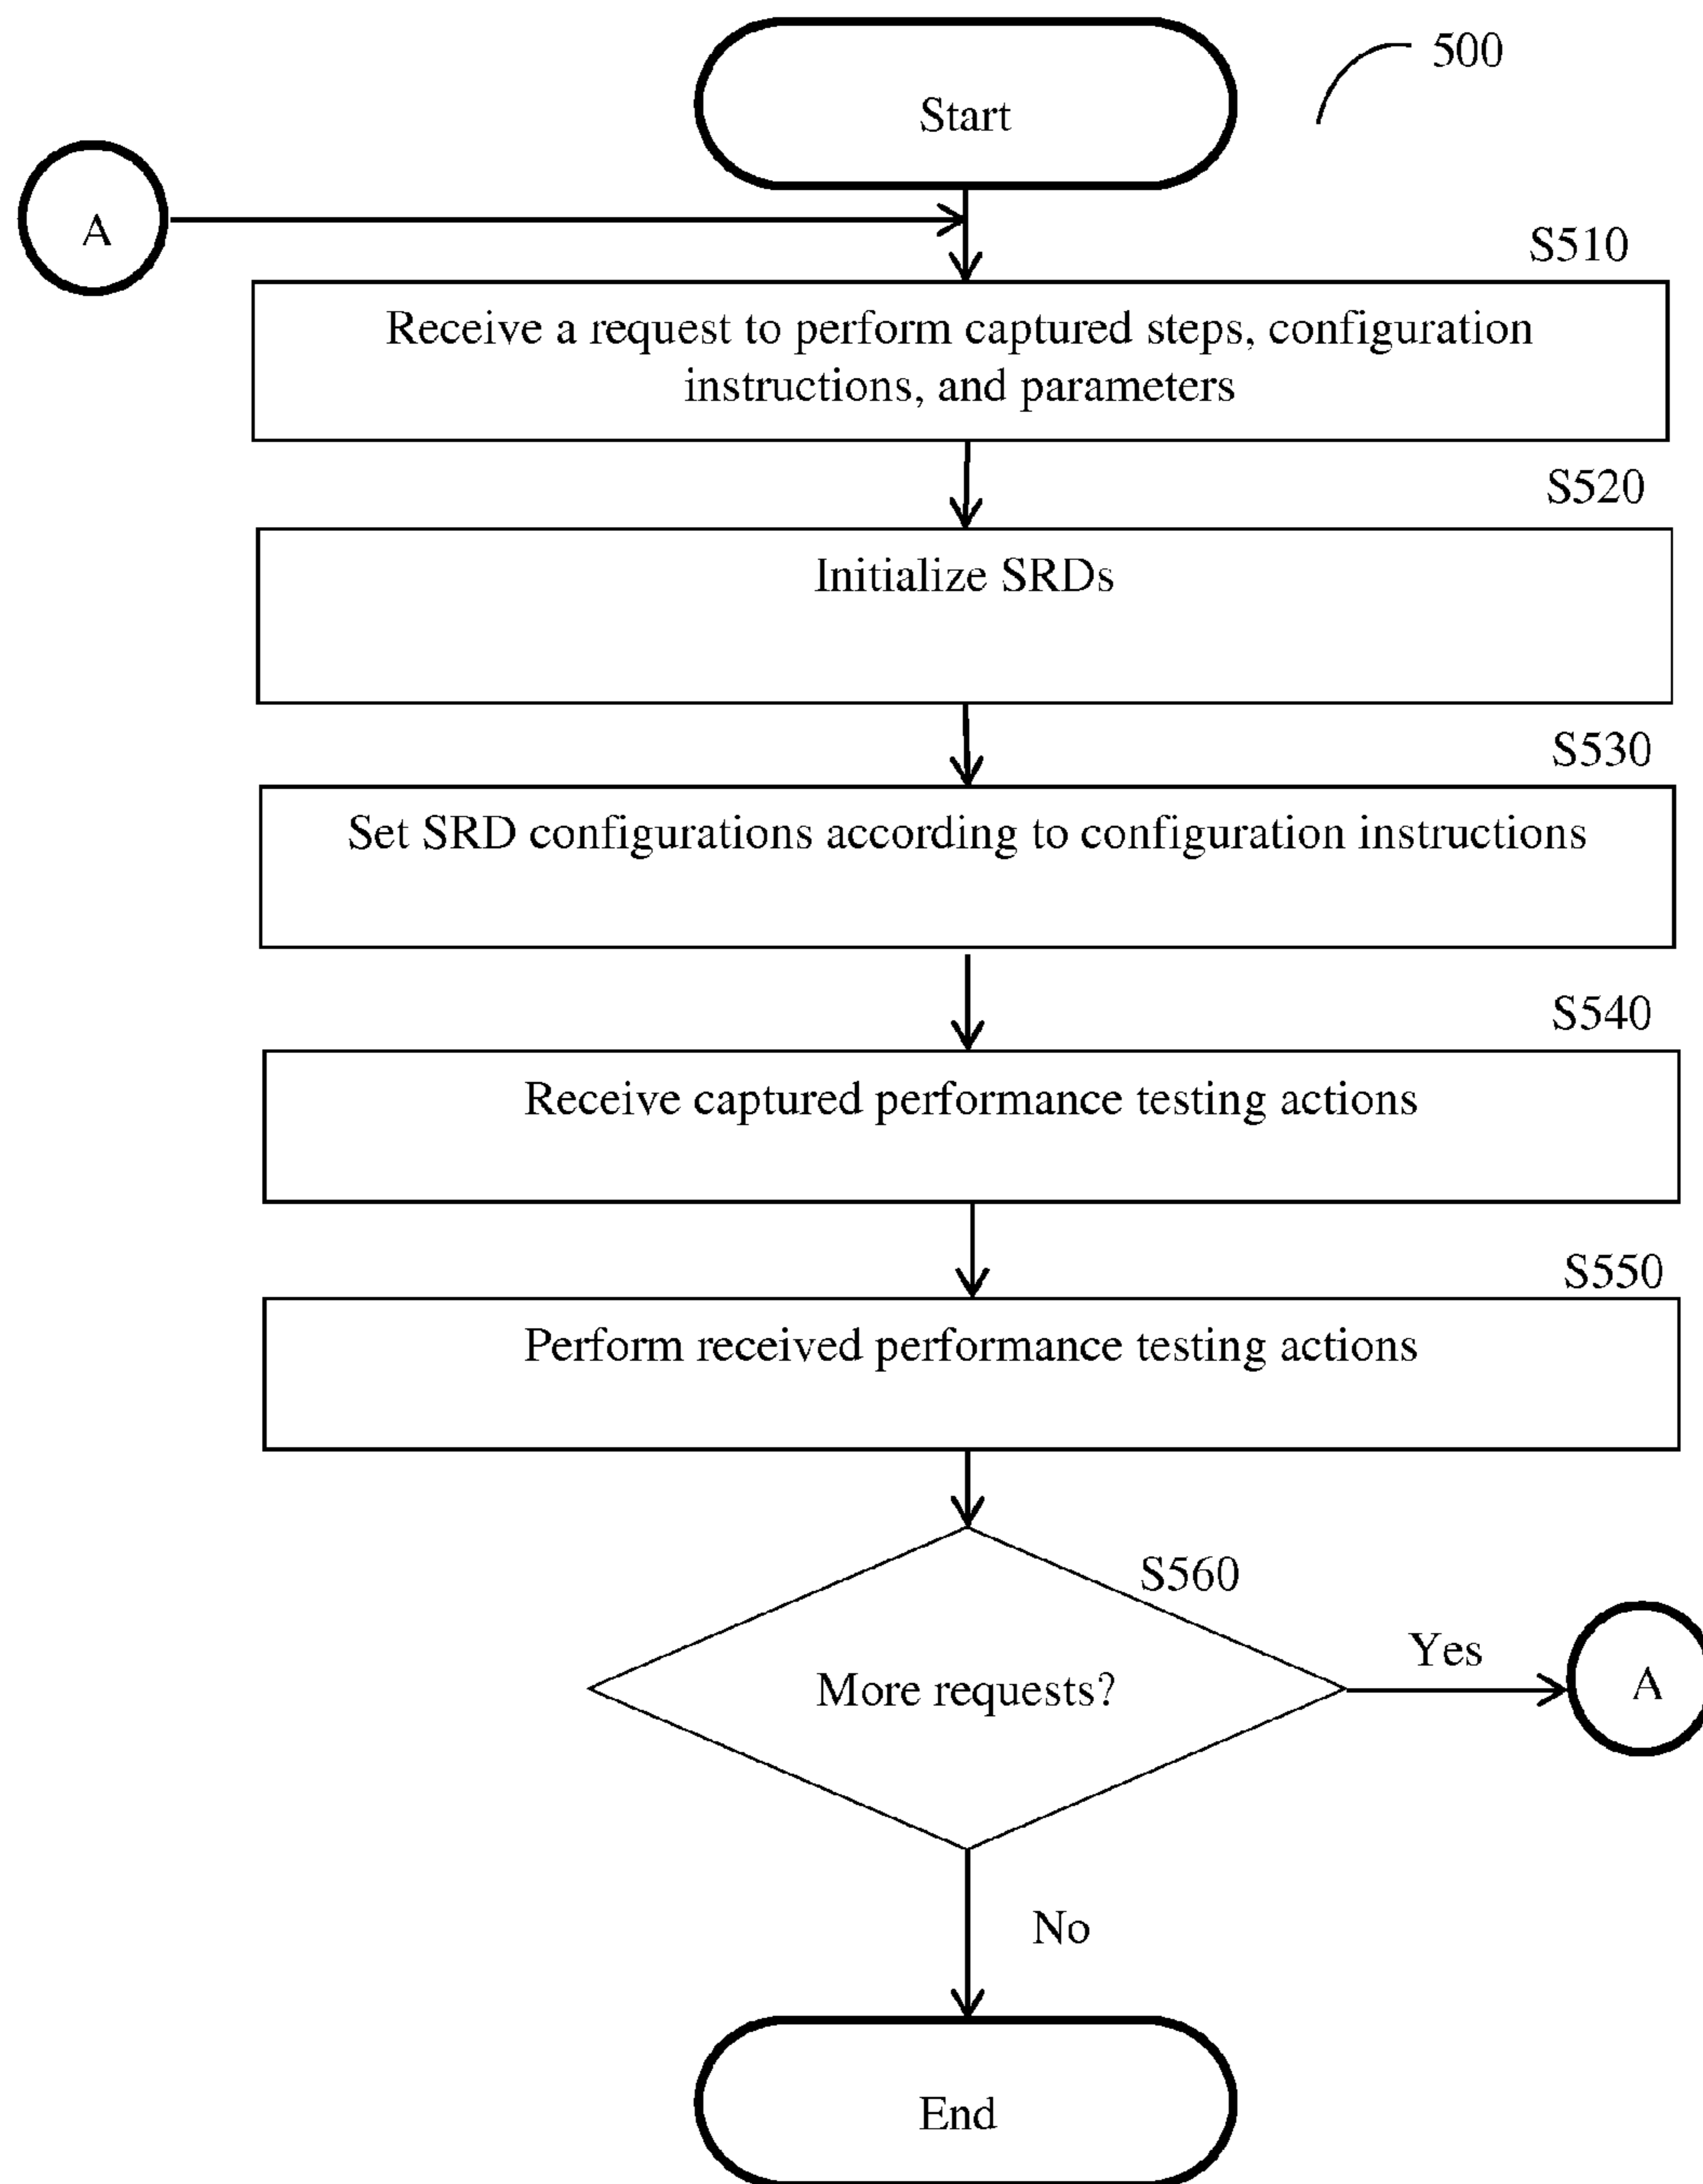 500
Start
A
S510
Receive a request to perform captured steps, configuration
instructions, and parameters
S520
Initialize SRDs
S530
Set SRD configurations according to configuration instructions
S540
Receive captured performance testing actions
S550
Perform received performance testing actions
S560
More requests?
Yes
A
No
End